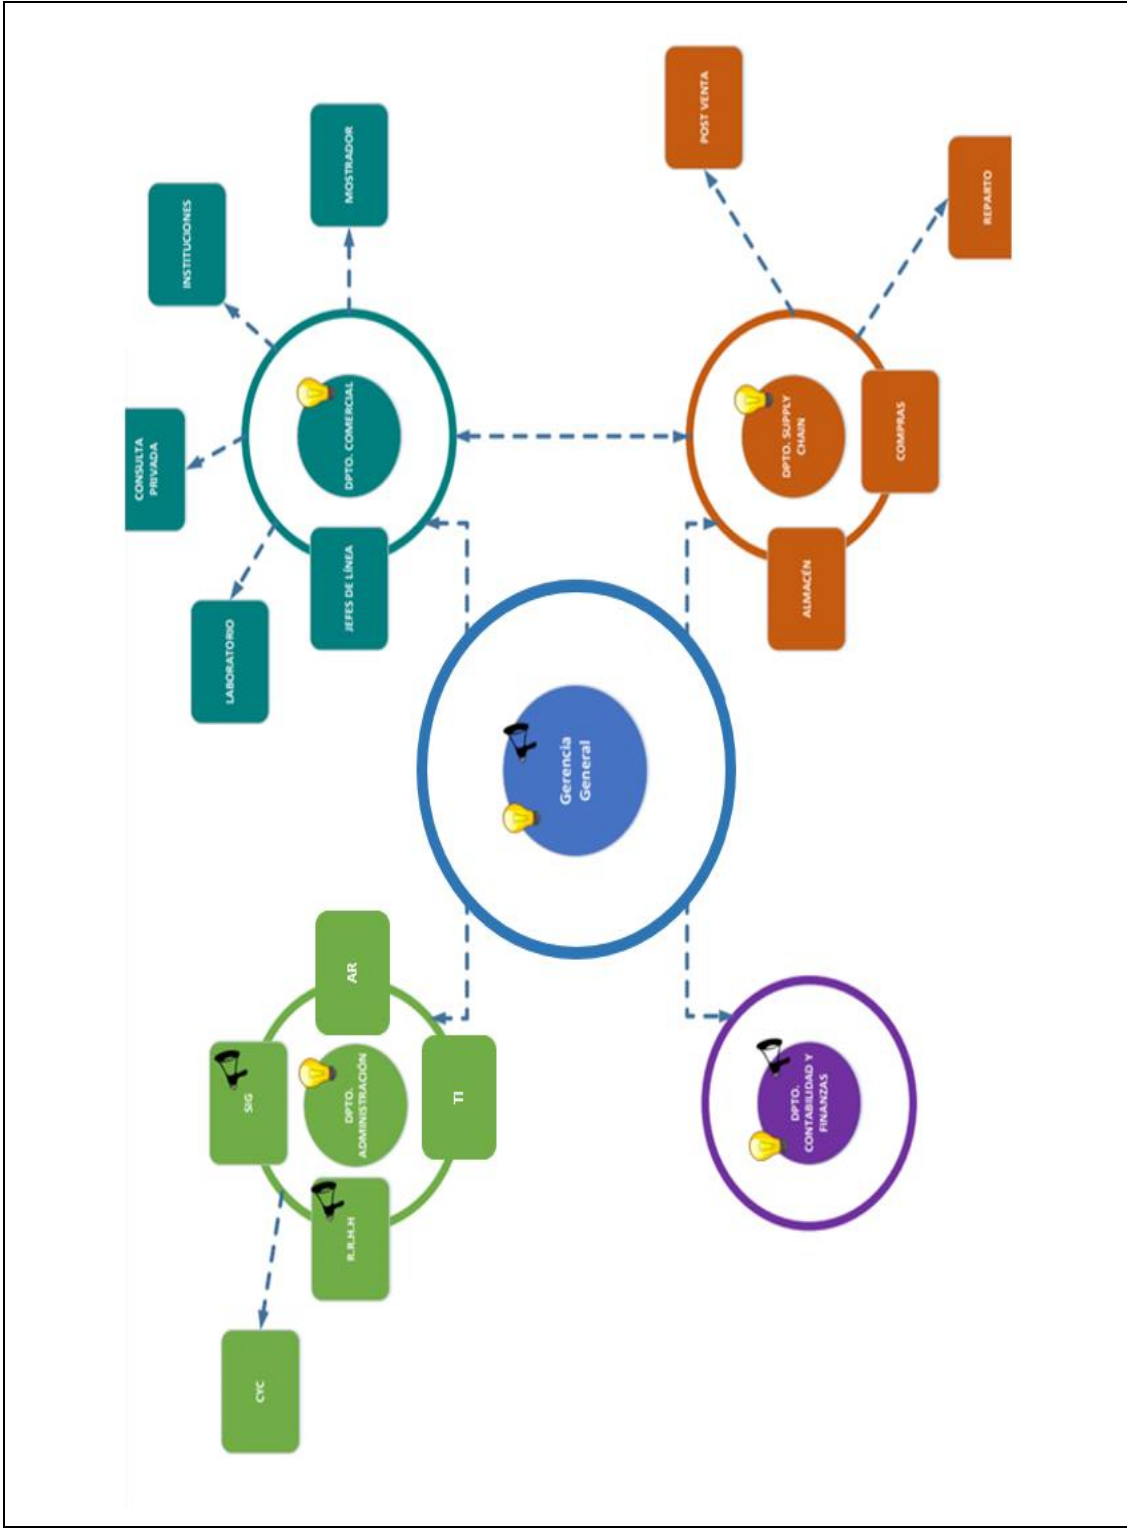 CYC
R.R.H.H
SIG
DPTO.
ADMINISTRACIÓN
TI
AR
LABORATORIO
CONSULTA
PRIVADA
INSTITUCIONES
MOSTRADOR
JEFES DE LÍNEA
DPTO. COMERCIAL
Gerencia
General
DPTO.
CONTABILIDAD Y
FINANZAS
ALMACÉN
DPTO. SUPPLY
CHAIN
COMPRAS
POST VENTA
REPARTO